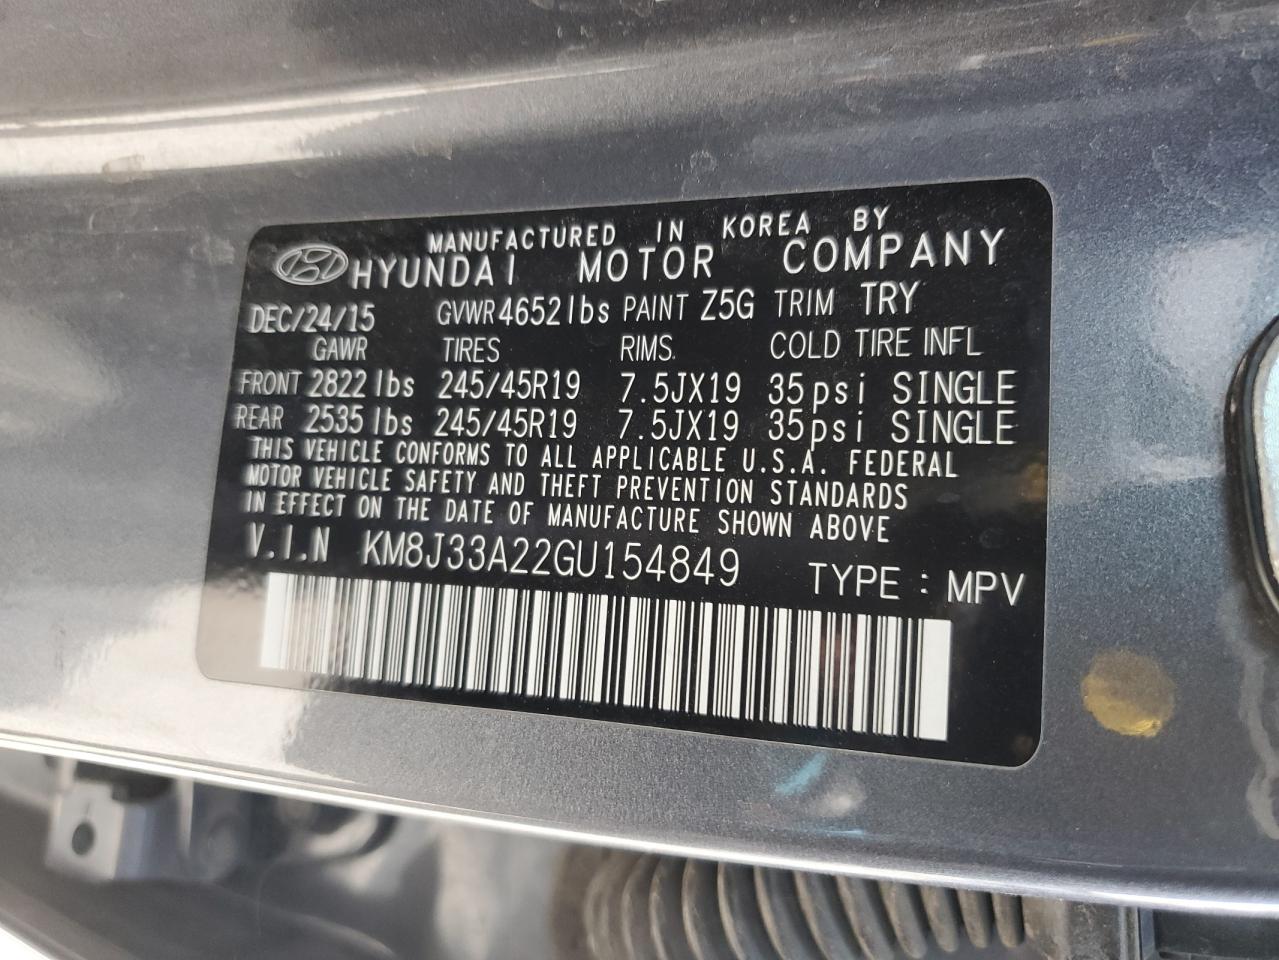 MANUFACTURED IN KOREA BY
HYUNDAI MOTOR COMPANY
DEC/24/15 GVWR 4652lbs PAINT Z5G TRIM TRY
GAWR TIRES RIMS. COLD TIRE INFL
FRONT 2822 lbs 245/45R19 7.5JX19 35psi SINGLE
REAR 2535 lbs 245/45R19 7.5JX19 35psi SINGLE
THIS VEHICLE CONFORMS TO ALL APPLICABLE U.S.A. FEDERAL
MOTOR VEHICLE SAFETY AND THEFT PREVENTION STANDARDS
IN EFFECT ON THE DATE OF MANUFACTURE SHOWN ABOVE
V.I.N KM8J33A22GU154849 TYPE : MPV